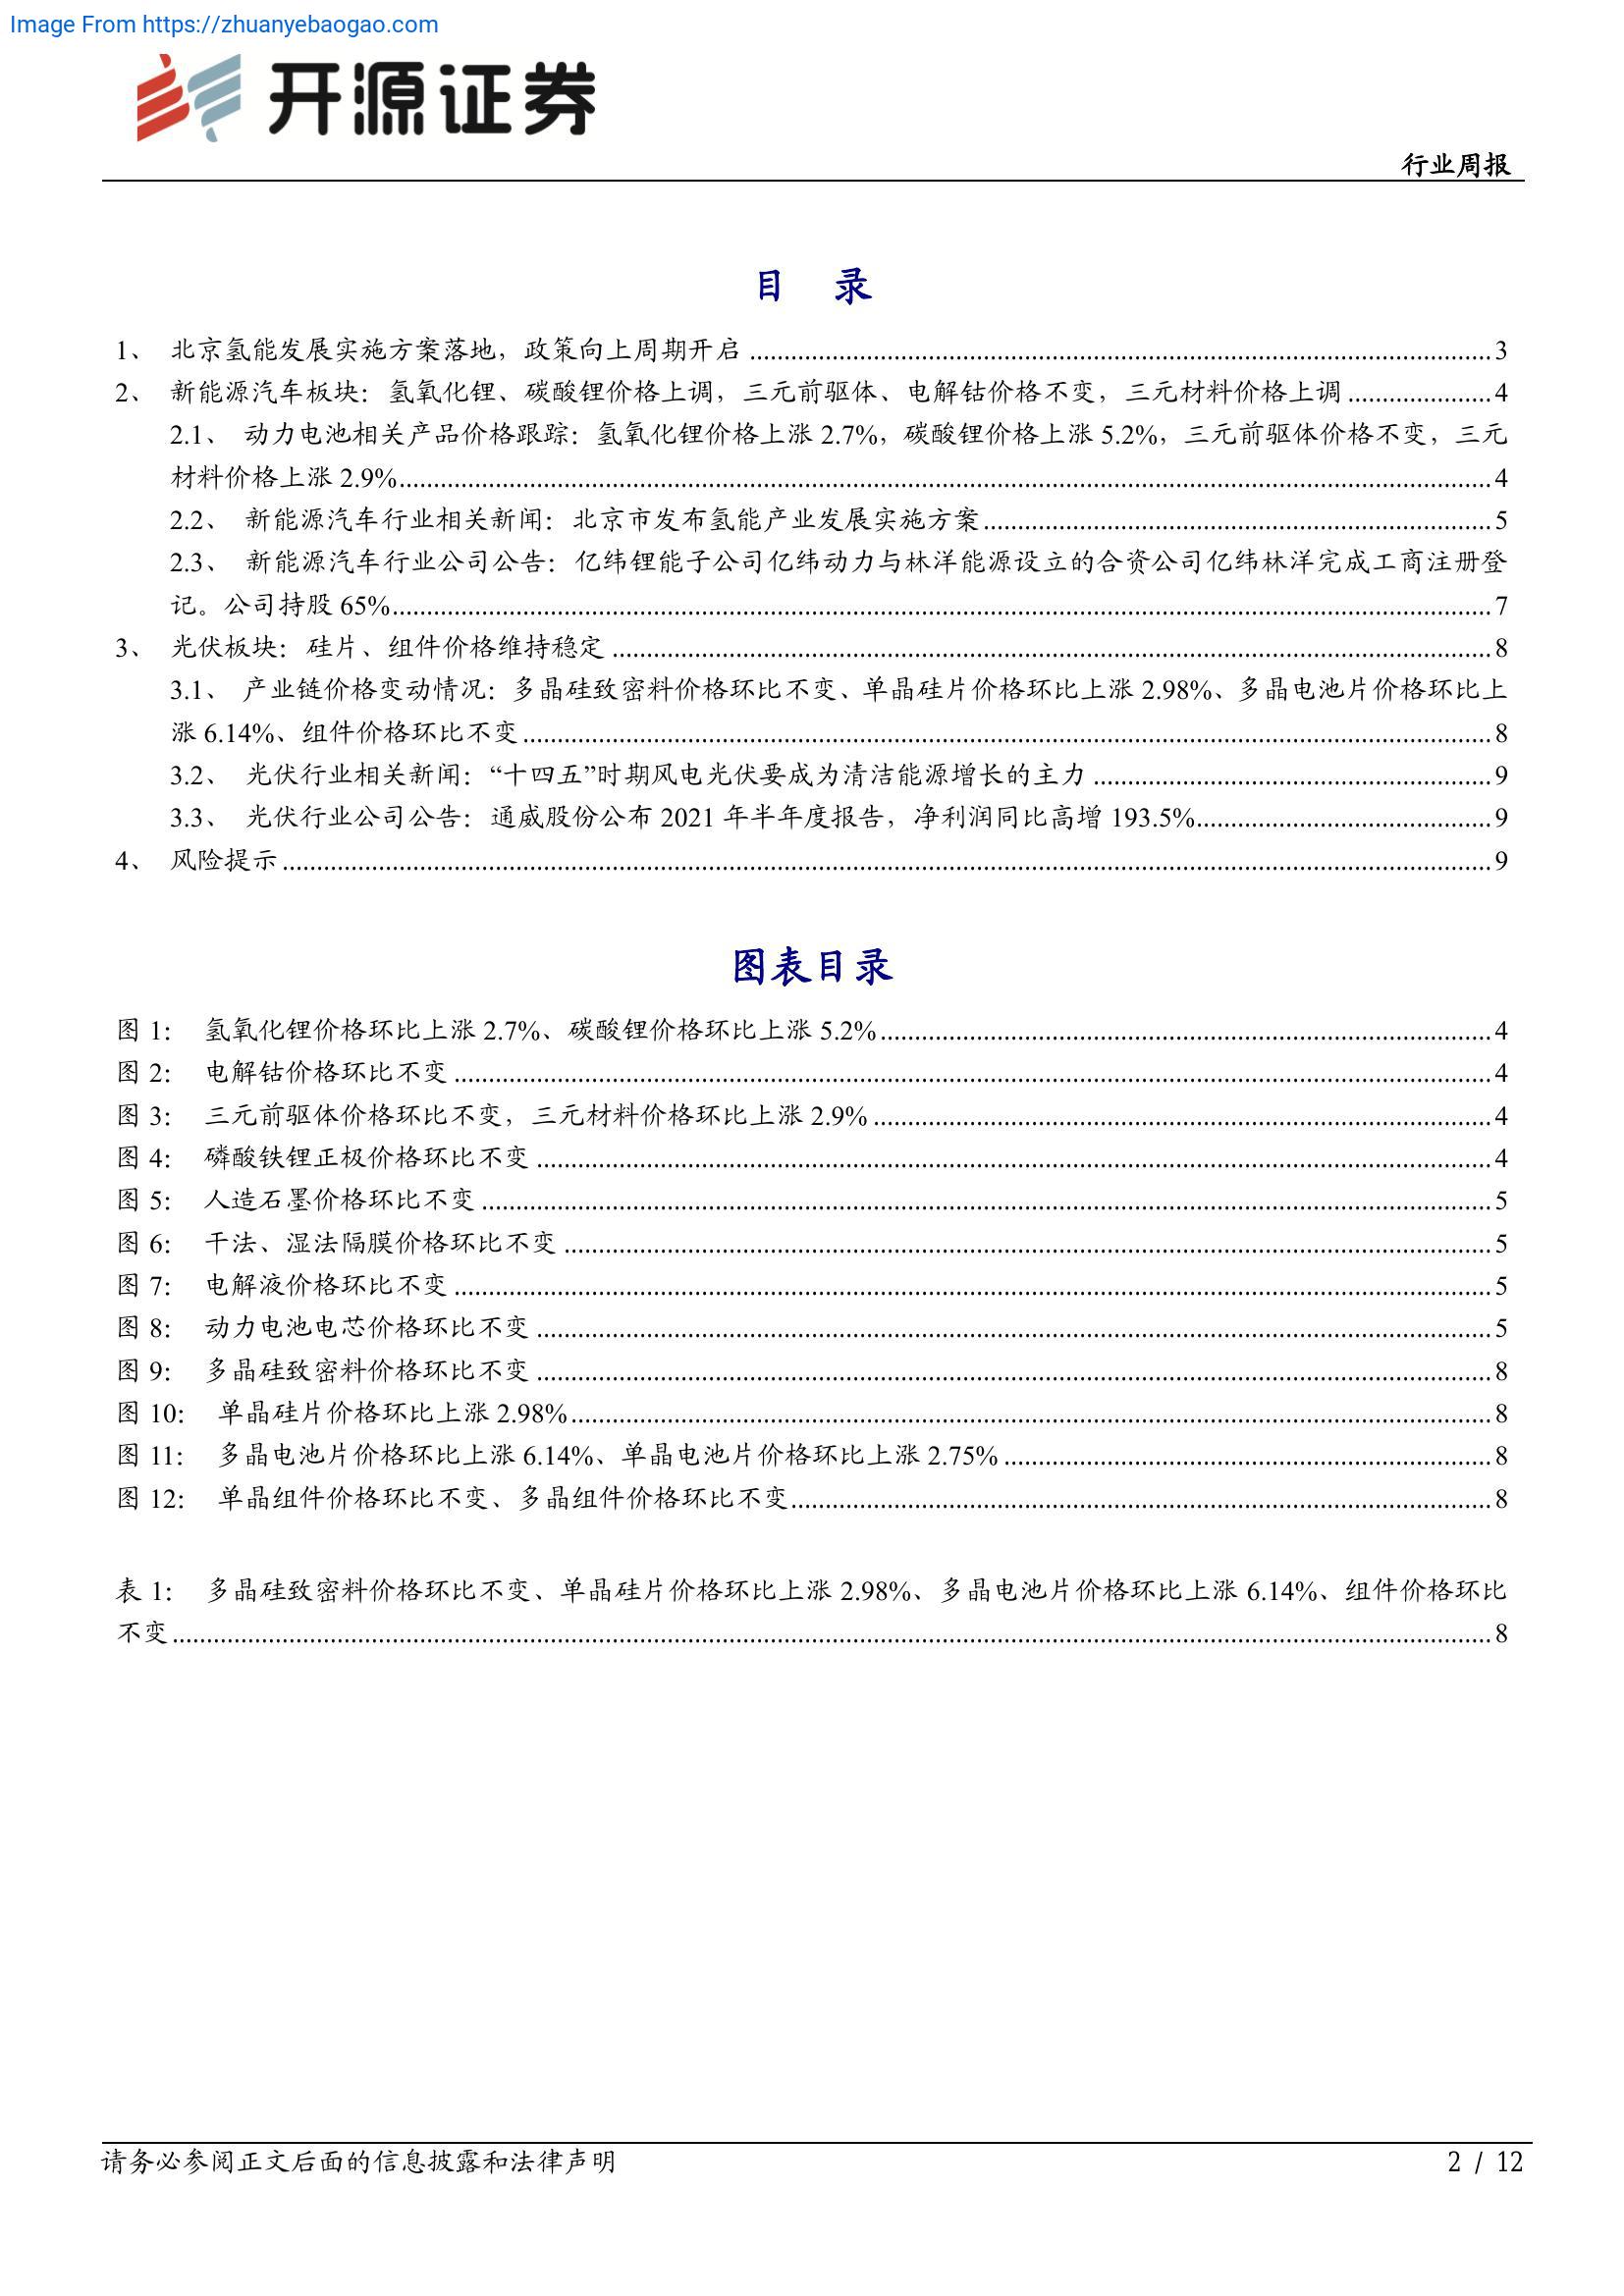 Image From https://zhuanyebaogao.com
开源证券
行业周报
目 录
1、 北京氢能发展实施方案落地，政策向上周期开启 3
2、 新能源汽车板块：氢氧化锂、碳酸锂价格上调，三元前驱体、电解钴价格不变，三元材料价格上调 4
2.1、 动力电池相关产品价格跟踪：氢氧化锂价格上涨 2.7%，碳酸锂价格上涨 5.2%，三元前驱体价格不变，三元
材料价格上涨 2.9% 4
2.2、 新能源汽车行业相关新闻：北京市发布氢能产业发展实施方案 5
2.3、 新能源汽车行业公司公告：亿纬锂能子公司亿纬动力与林洋能源设立的合资公司亿纬林洋完成工商注册登
记。公司持股 65% 7
3、 光伏板块：硅片、组件价格维持稳定 8
3.1、 产业链价格变动情况：多晶硅致密料价格环比不变、单晶硅片价格环比上涨 2.98%、多晶电池片价格环比上
涨 6.14%、组件价格环比不变 8
3.2、 光伏行业相关新闻：“十四五”时期风电光伏要成为清洁能源增长的主力 9
3.3、 光伏行业公司公告：通威股份公布 2021 年半年度报告，净利润同比高增 193.5% 9
4、 风险提示 9
图表目录
图 1： 氢氧化锂价格环比上涨 2.7%、碳酸锂价格环比上涨 5.2% 4
图 2： 电解钴价格环比不变 4
图 3： 三元前驱体价格环比不变，三元材料价格环比上涨 2.9% 4
图 4： 磷酸铁锂正极价格环比不变 4
图 5： 人造石墨价格环比不变 5
图 6： 干法、湿法隔膜价格环比不变 5
图 7： 电解液价格环比不变 5
图 8： 动力电池电芯价格环比不变 5
图 9： 多晶硅致密料价格环比不变 8
图 10： 单晶硅片价格环比上涨 2.98% 8
图 11： 多晶电池片价格环比上涨 6.14%、单晶电池片价格环比上涨 2.75% 8
图 12： 单晶组件价格环比不变、多晶组件价格环比不变 8
表 1： 多晶硅致密料价格环比不变、单晶硅片价格环比上涨 2.98%、多晶电池片价格环比上涨 6.14%、组件价格环比
不变 8
请务必参阅正文后面的信息披露和法律声明
2 / 12